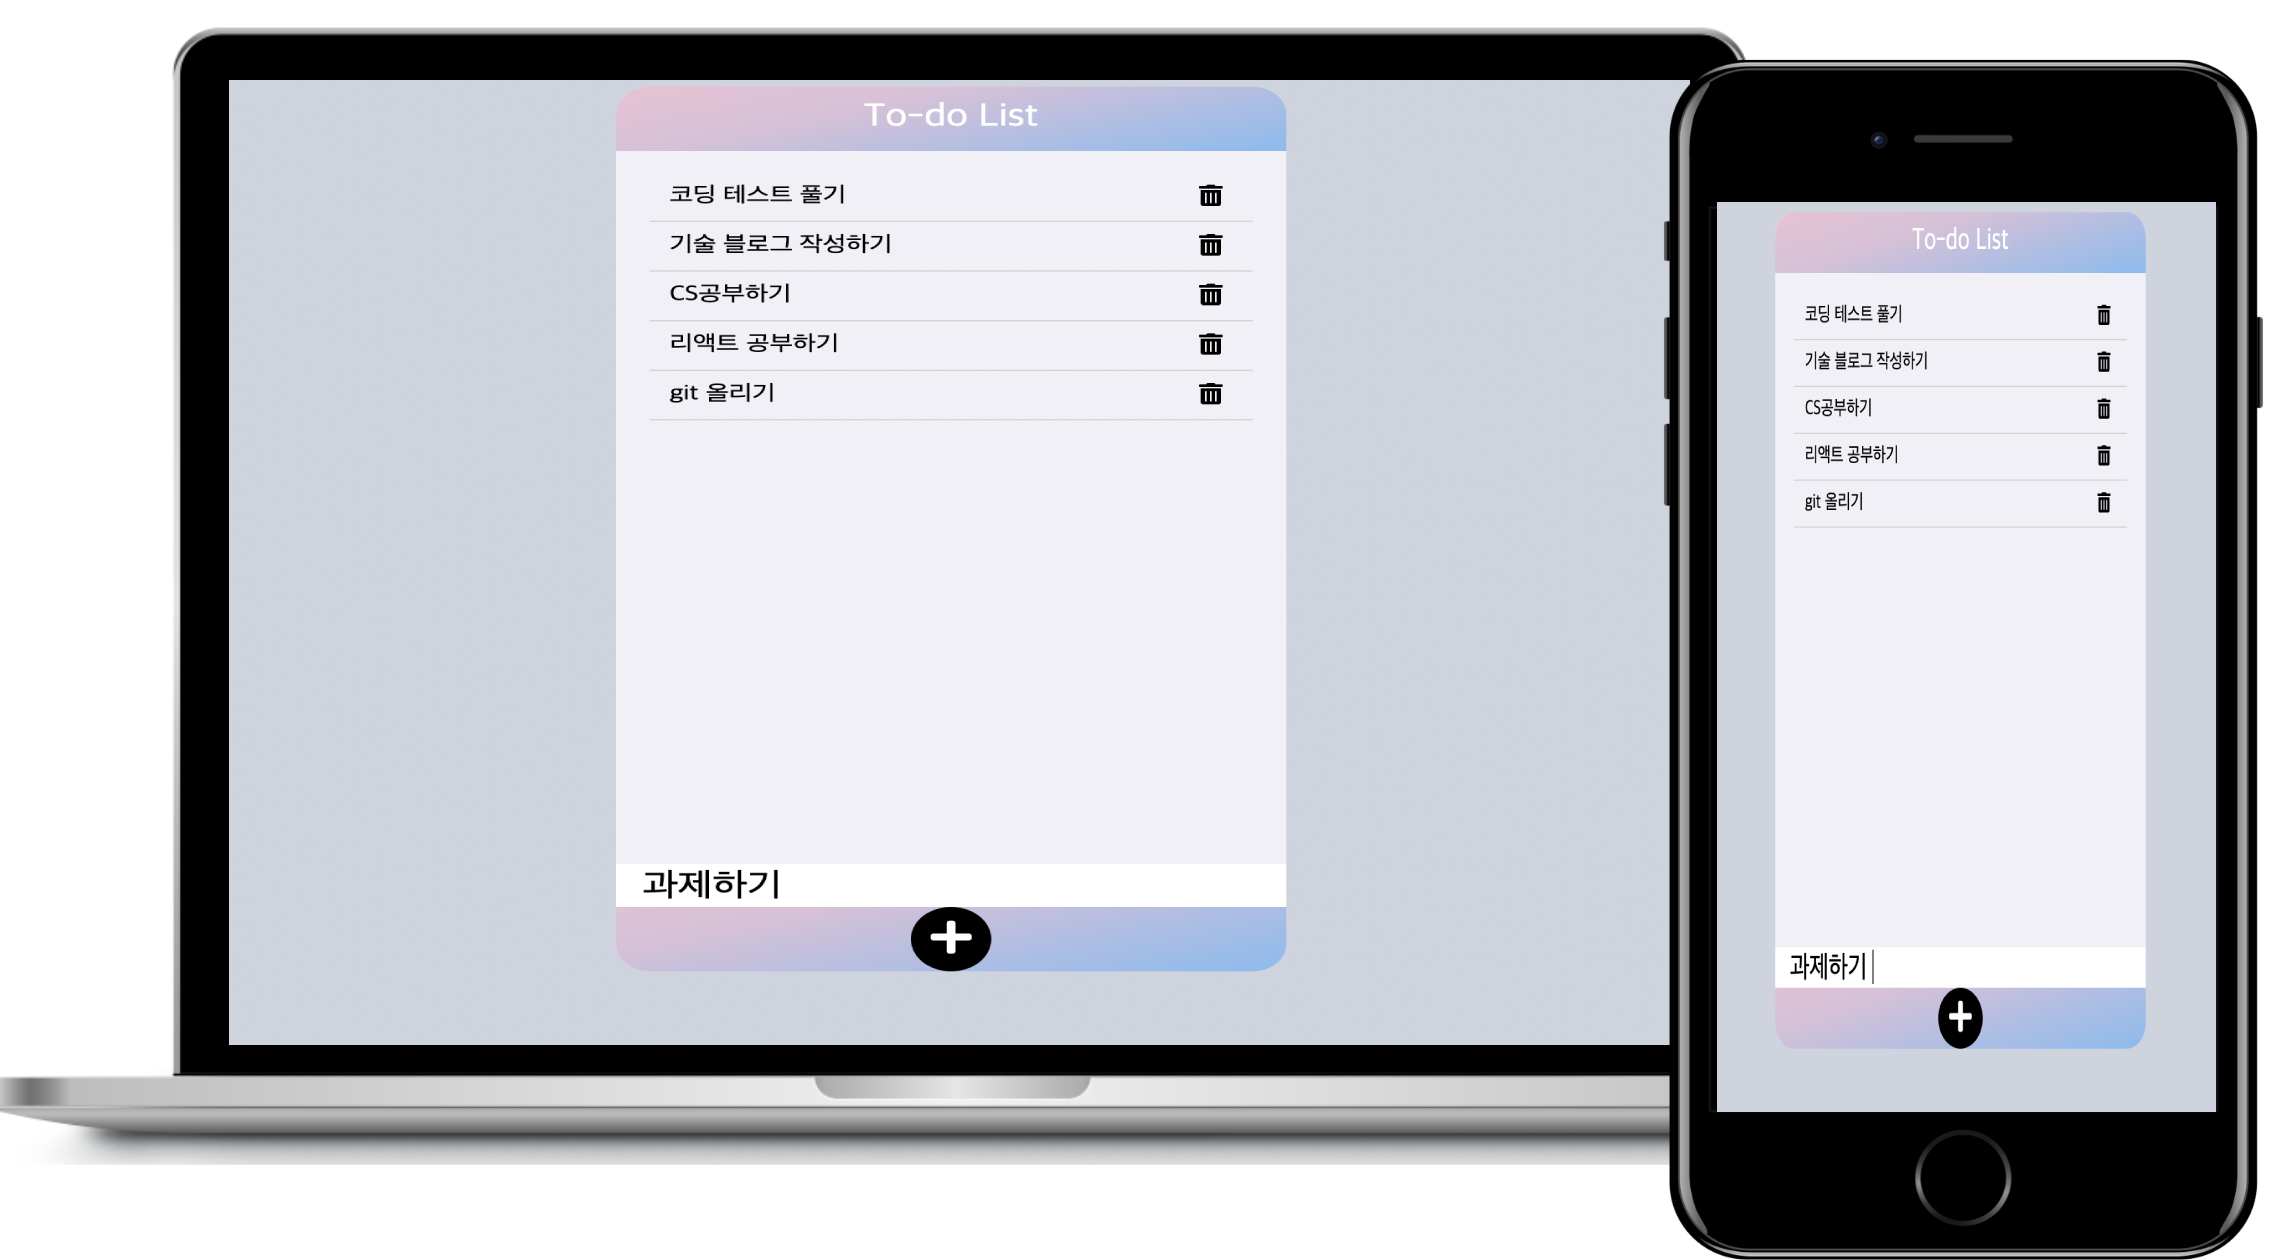 To-do List
코딩 테스트 풀기
기술 블로그 작성하기
CS공부하기
리액트 공부하기
git 올리기
과제하기
To-do List
코딩 테스트 풀기
기술 블로그 작성하기
CS공부하기
리액트 공부하기
git 올리기
과제하기